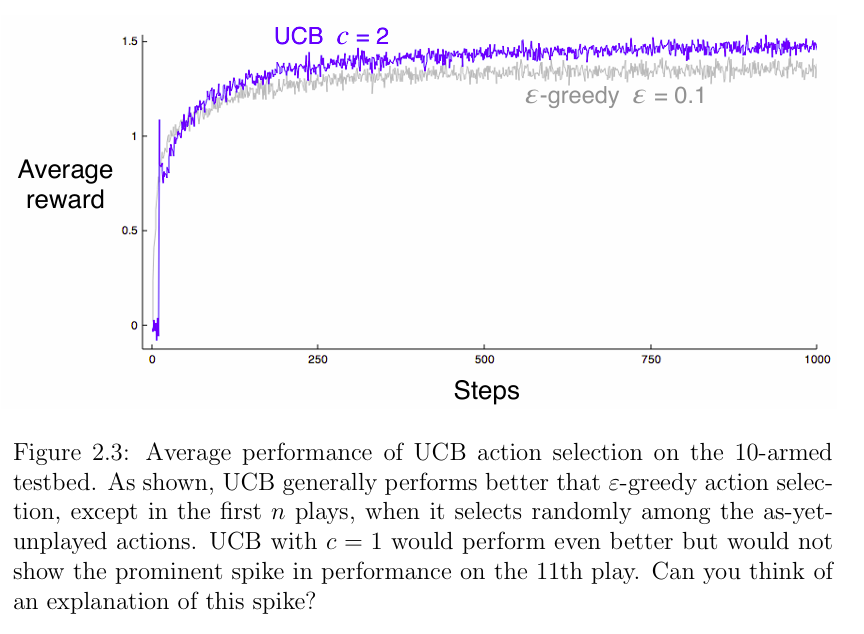 UCB c = 2
1.5
ε-greedy ε = 0.1
1
Average
reward
0.5
0
0 250 500 750 1000
Steps
Figure 2.3: Average performance of UCB action selection on the 10-armed
testbed. As shown, UCB generally performs better that ε-greedy action selec-
tion, except in the first n plays, when it selects randomly among the as-yet-
unplayed actions. UCB with c = 1 would perform even better but would not
show the prominent spike in performance on the 11th play. Can you think of
an explanation of this spike?